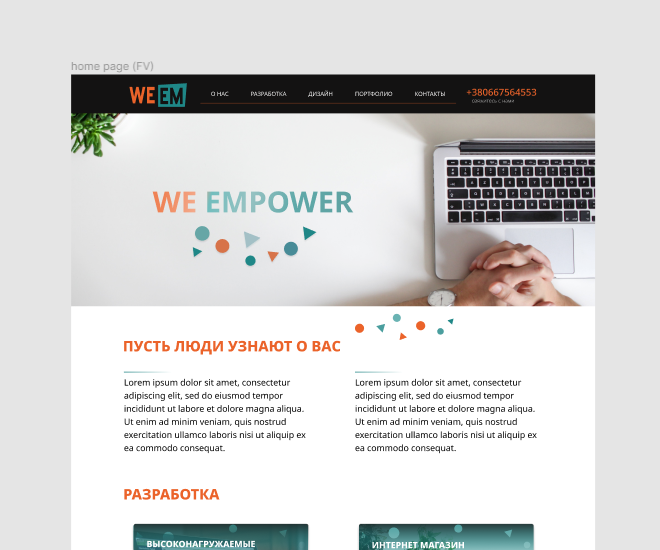 home page (FV)
WE EM
О НАС РАЗРАБОТКА ДИЗАЙН ПОРТФОЛИО КОНТАКТЫ +380667564553
свяжитесь с нами
WE EMPOWER
ПУСТЬ ЛЮДИ УЗНАЮТ О ВАС
Lorem ipsum dolor sit amet, consectetur
adipiscing elit, sed do eiusmod tempor
incididunt ut labore et dolore magna aliqua.
Ut enim ad minim veniam, quis nostrud
exercitation ullamco laboris nisi ut aliquip ex
ea commodo consequat.
Lorem ipsum dolor sit amet, consectetur
adipiscing elit, sed do eiusmod tempor
incididunt ut labore et dolore magna aliqua.
Ut enim ad minim veniam, quis nostrud
exercitation ullamco laboris nisi ut aliquip ex
ea commodo consequat.
РАЗРАБОТКА
ВЫСОКОНАГРУЖАЕМЫЕ
ИНТЕРНЕТ МАГАЗИН